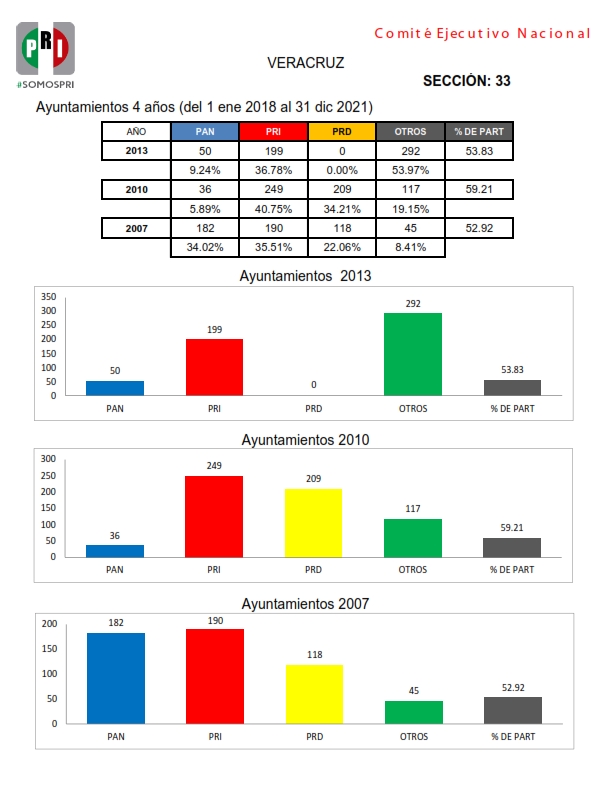 Comité Ejecutivo Nacional
PRI
#SOMOSPRI
VERACRUZ
SECCIÓN: 33
Ayuntamientos 4 años (del 1 ene 2018 al 31 dic 2021)
AÑO PAN PRI PRD OTROS % DE PART
2013 50 199 0 292 53.83
9.24% 36.78% 0.00% 53.97%
2010 36 249 209 117 59.21
5.89% 40.75% 34.21% 19.15%
2007 182 190 118 45 52.92
34.02% 35.51% 22.06% 8.41%
Ayuntamientos 2013
350
300
250
200
150
100
50
0
50 199 0 292 53.83
PAN PRI PRD OTROS % DE PART
Ayuntamientos 2010
300
250
200
150
100
50
0
36 249 209 117 59.21
PAN PRI PRD OTROS % DE PART
Ayuntamientos 2007
200
150
100
50
0
182 190 118 45 52.92
PAN PRI PRD OTROS % DE PART